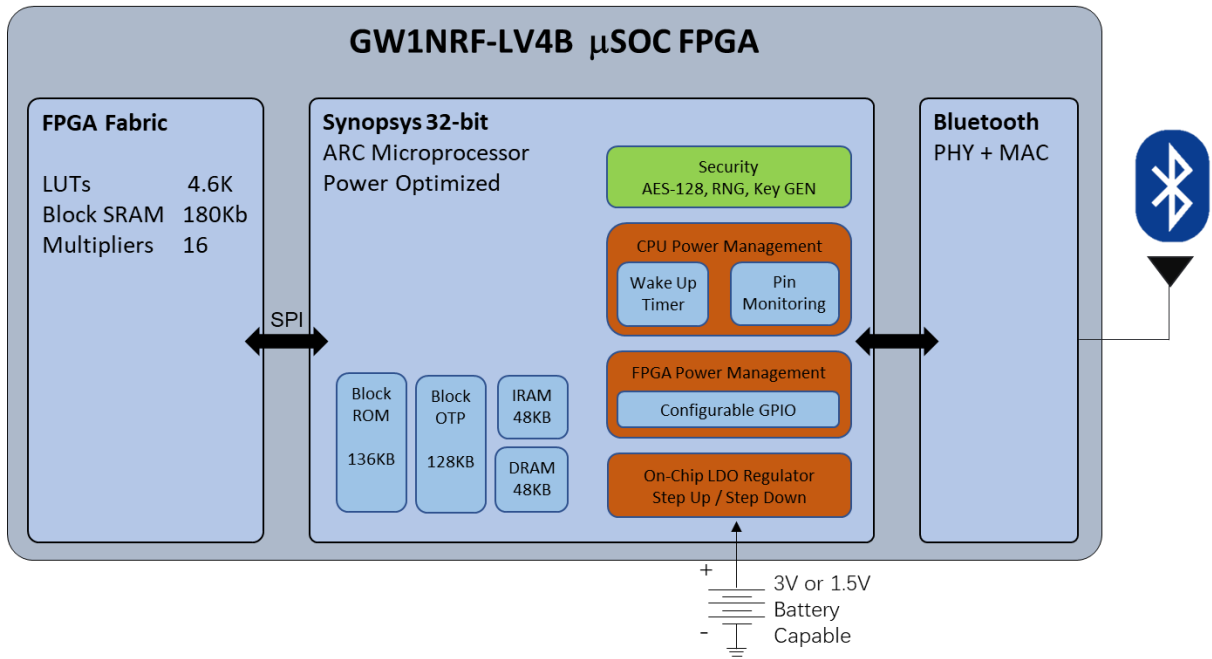 GW1NRF-LV4B μSOC FPGA
FPGA Fabric
LUTs 4.6K
Block SRAM 180Kb
Multipliers 16
SPI
Synopsys 32-bit
ARC Microprocessor
Power Optimized
Block
ROM
136KB
Block
OTP
128KB
IRAM
48KB
DRAM
48KB
Security
AES-128, RNG, Key GEN
CPU Power Management
Wake Up
Timer
Pin
Monitoring
FPGA Power Management
Configurable GPIO
On-Chip LDO Regulator
Step Up / Step Down
Bluetooth
PHY + MAC
+
-
3V or 1.5V
Battery
Capable